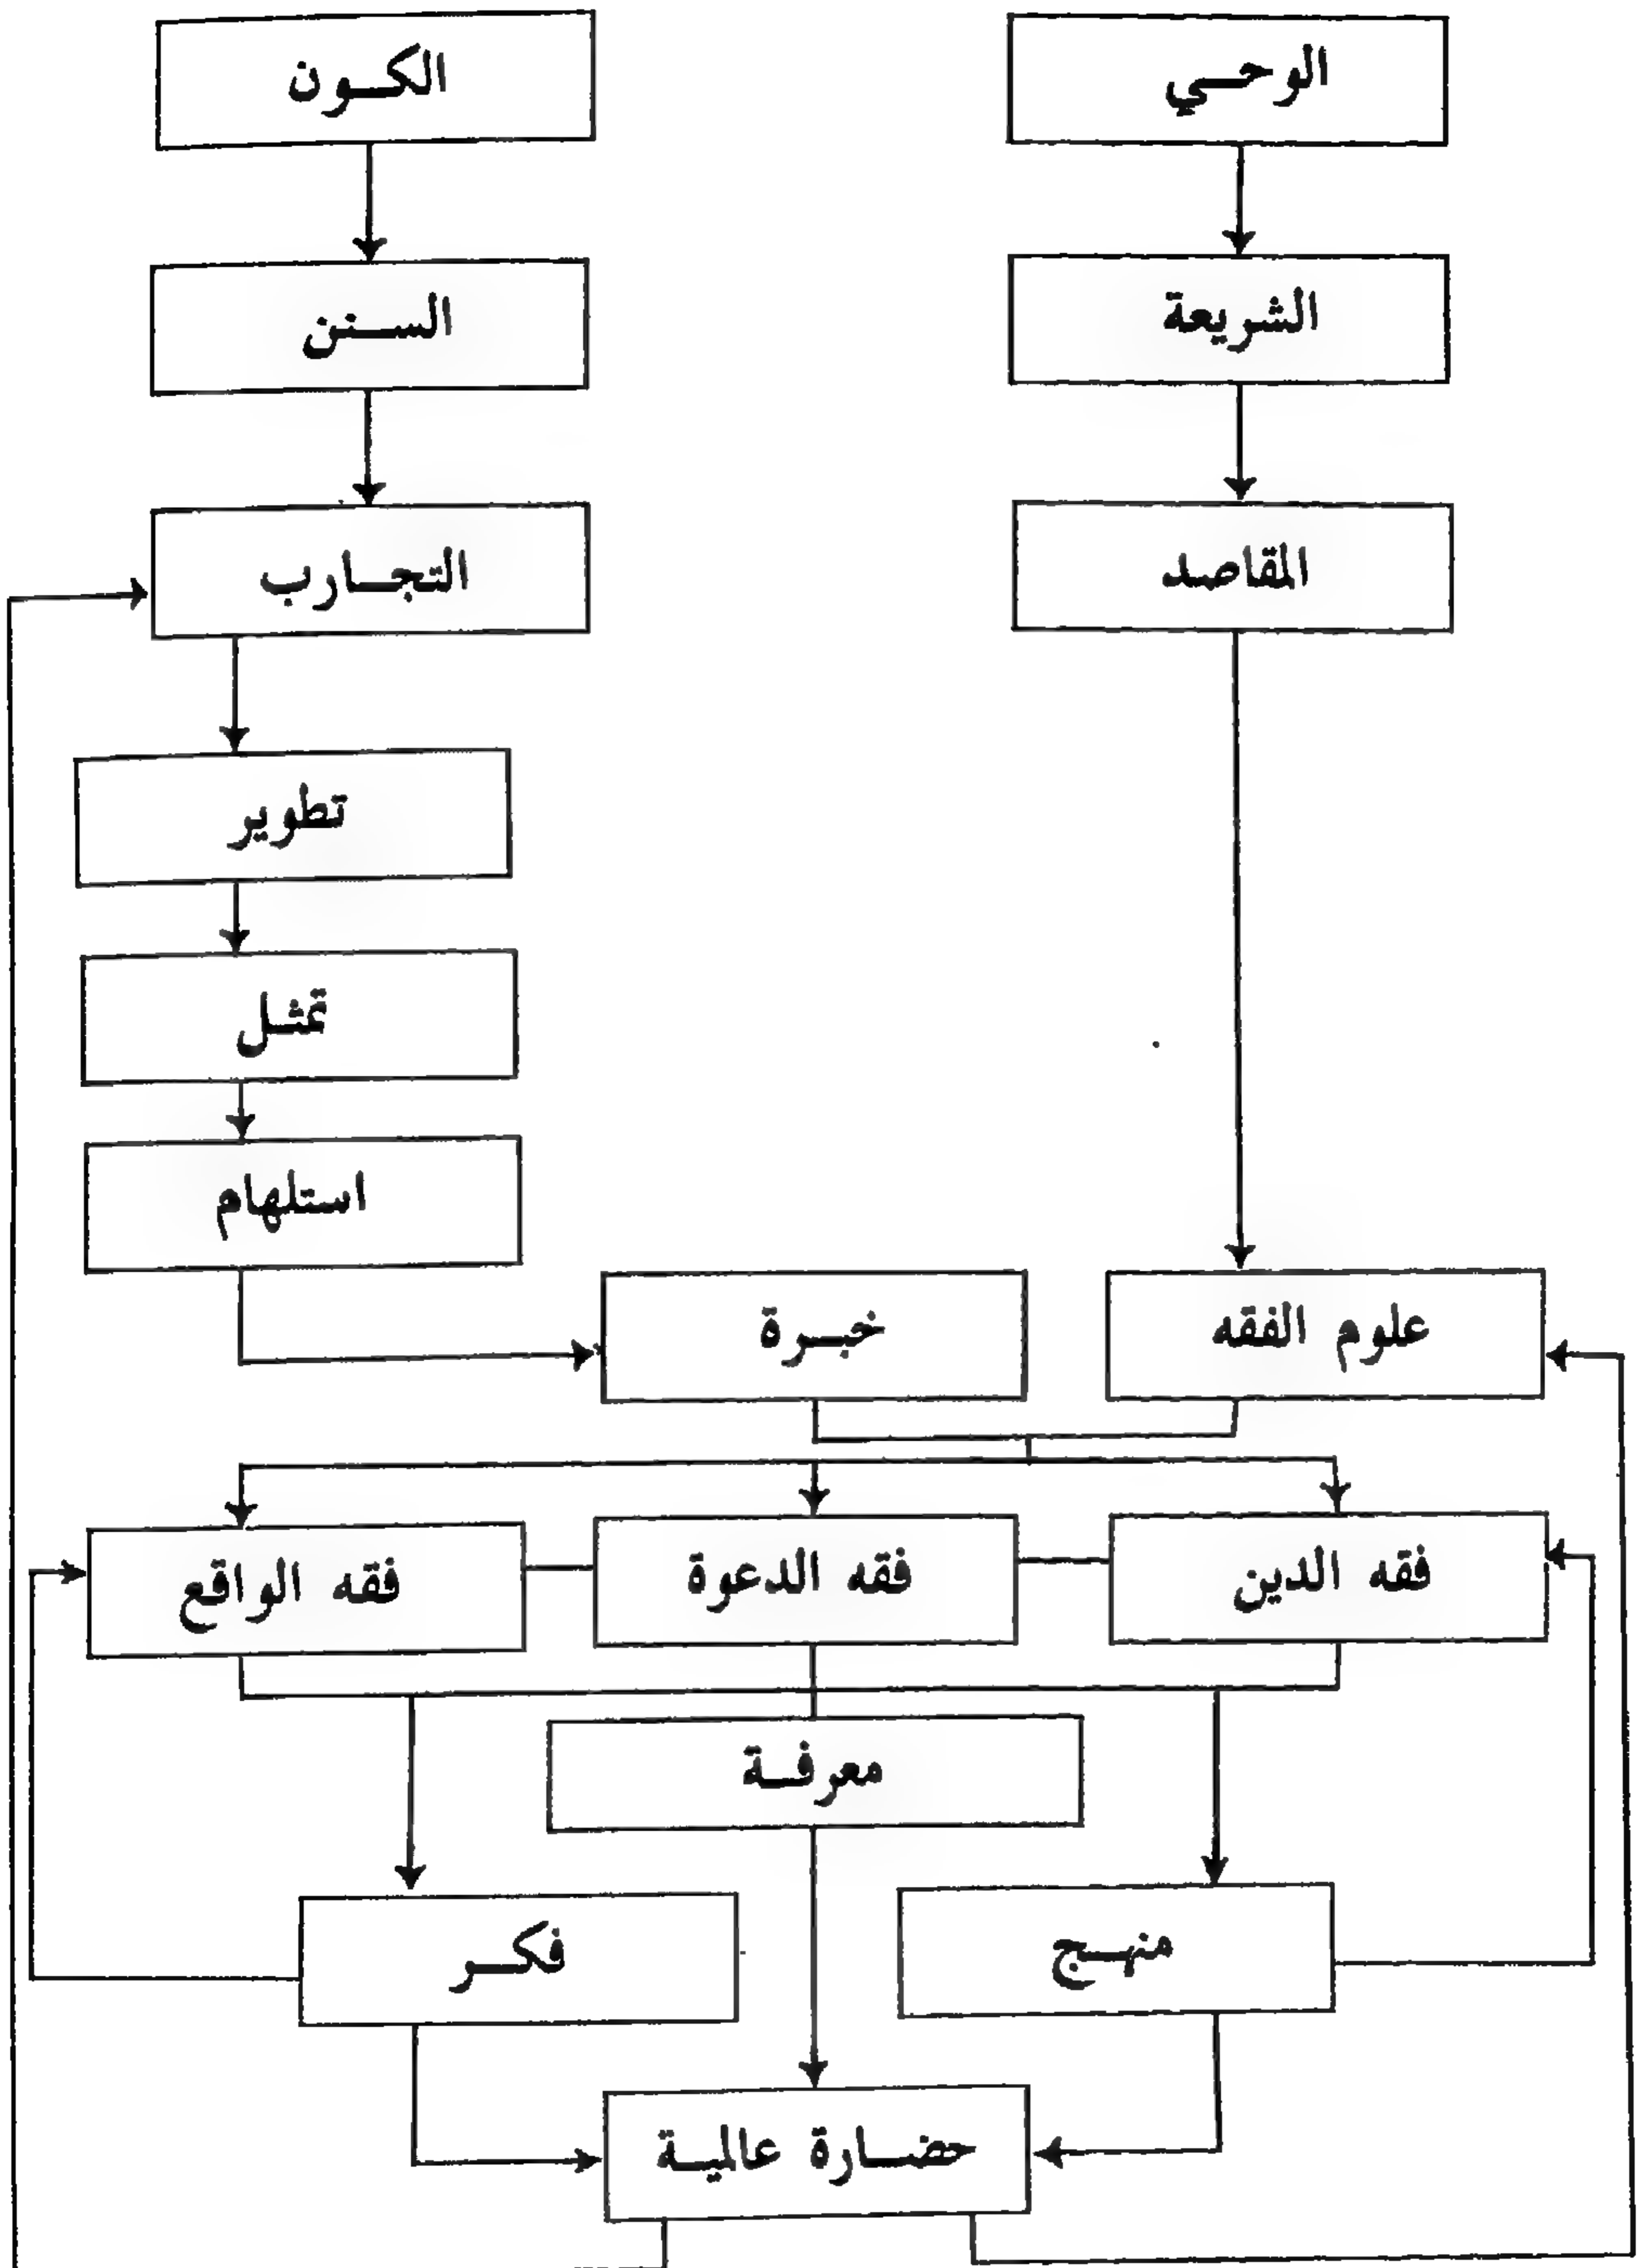 الوحي
الكون
الشريعة
السنن
المقاصد
التجارب
تطوير
تمثل
استلهام
علوم الفقه
خبرة
فقه الدين
فقه الدعوة
فقه الواقع
معرفة
منهج
فكر
حضارة عالمية